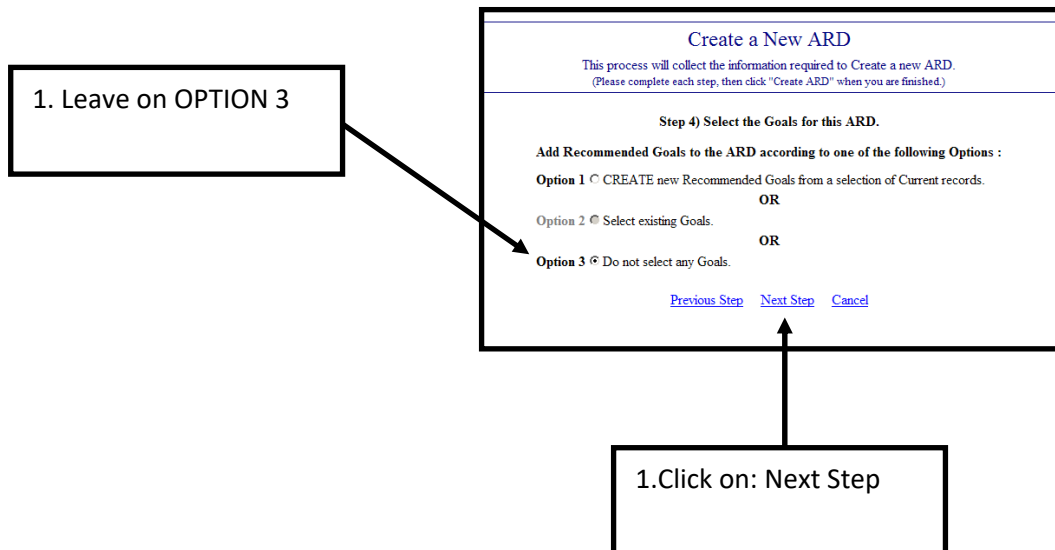 1. Leave on OPTION 3
Create a New ARD
This process will collect the information required to Create a new ARD.
(Please complete each step, then click "Create ARD" when you are finished.)
Step 4) Select the Goals for this ARD.
Add Recommended Goals to the ARD according to one of the following Options :
Option 1 CREATE new Recommended Goals from a selection of Current records.
OR
Option 2 Select existing Goals.
OR
Option 3 Do not select any Goals.
Previous Step Next Step Cancel
1.Click on: Next Step